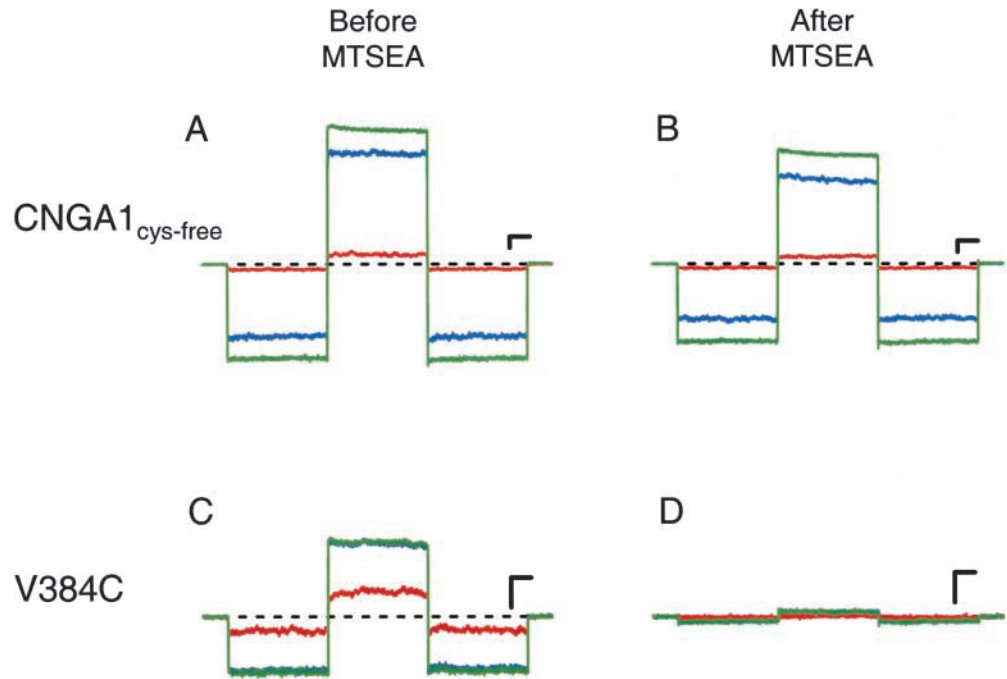 Before
MTSEA
After
MTSEA
A
B
CNGA1cys-free
C
D
V384C